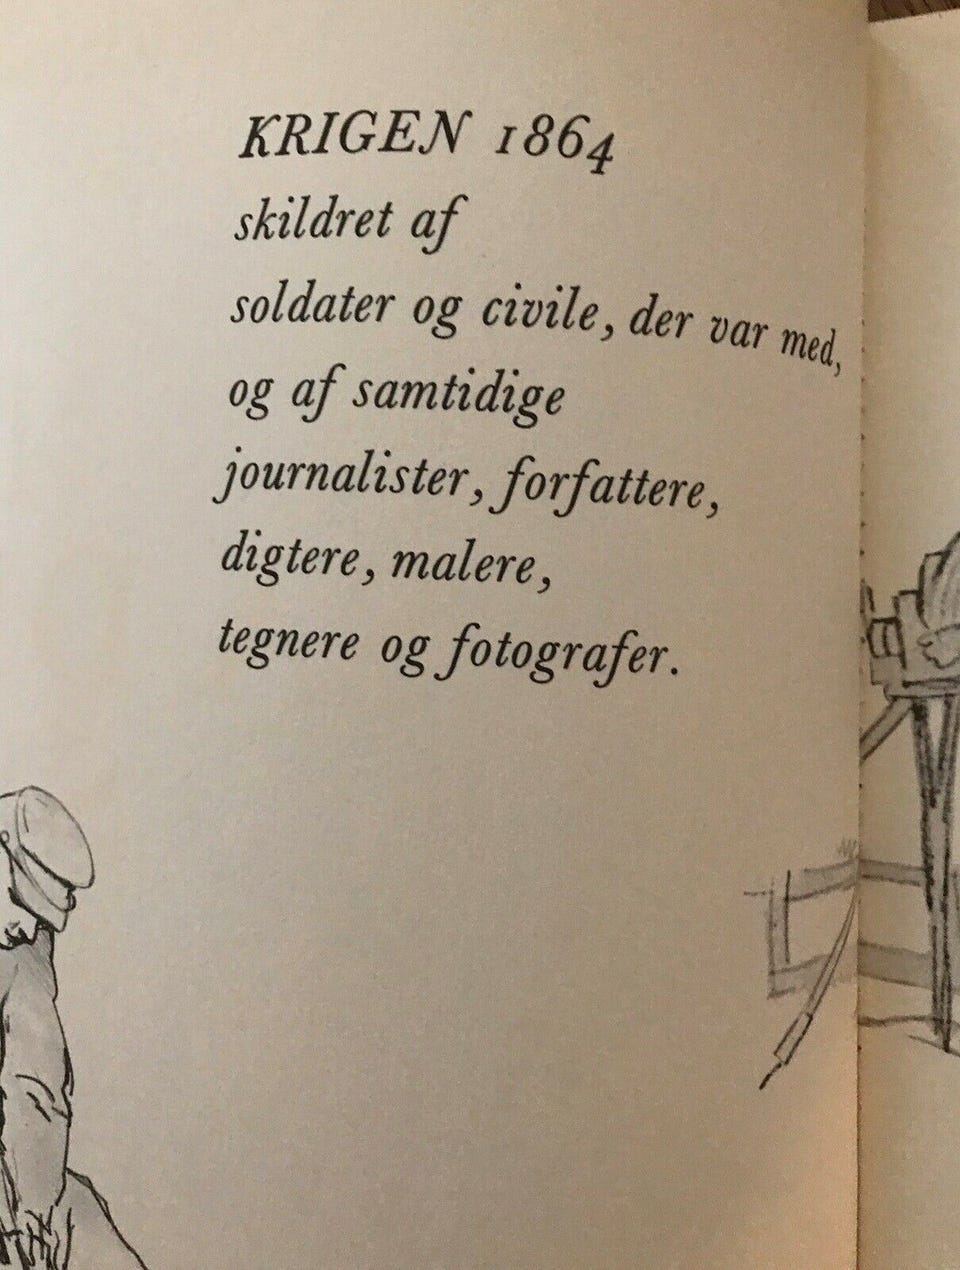 KRIGEN 1864
skildret af
soldater og civile, der var med,
og af samtidige
journalister, forfattere,
digtere, malere,
tegnere og fotografer.